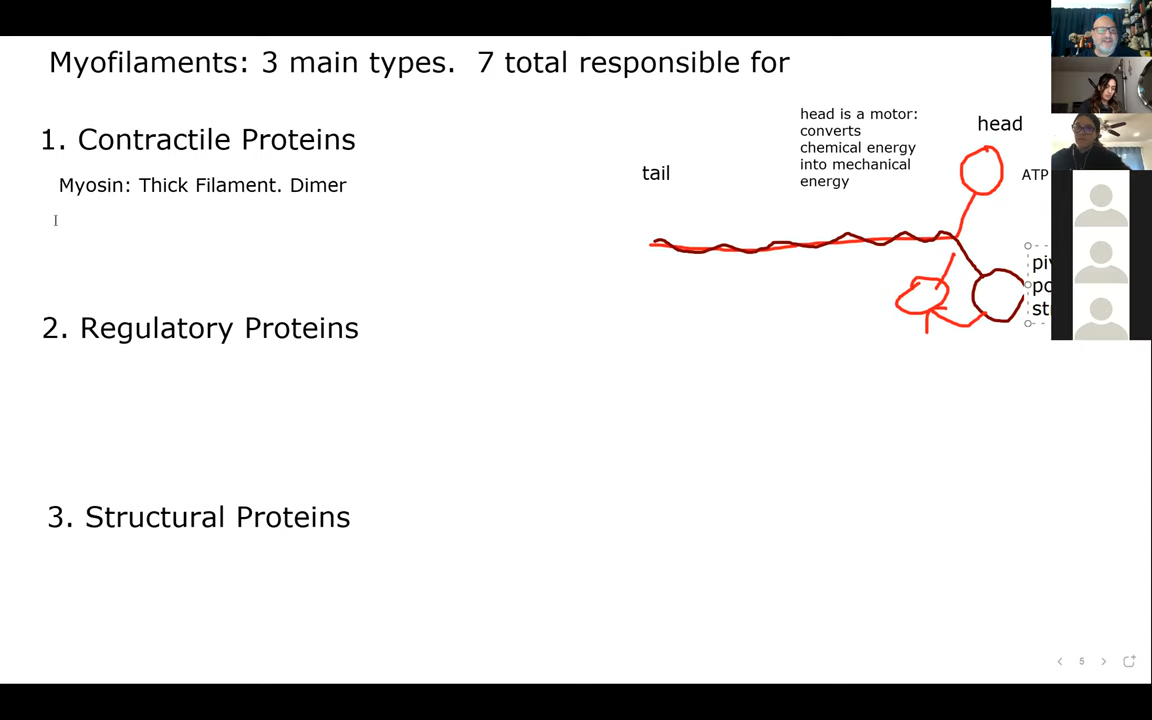 Myofilaments: 3 main types.  7 total responsible for
1. Contractile Proteins
Myosin: Thick Filament. Dimer
tail
head is a motor:
converts
chemical energy
into mechanical
energy
head
ATP
2. Regulatory Proteins
3. Structural Proteins
5